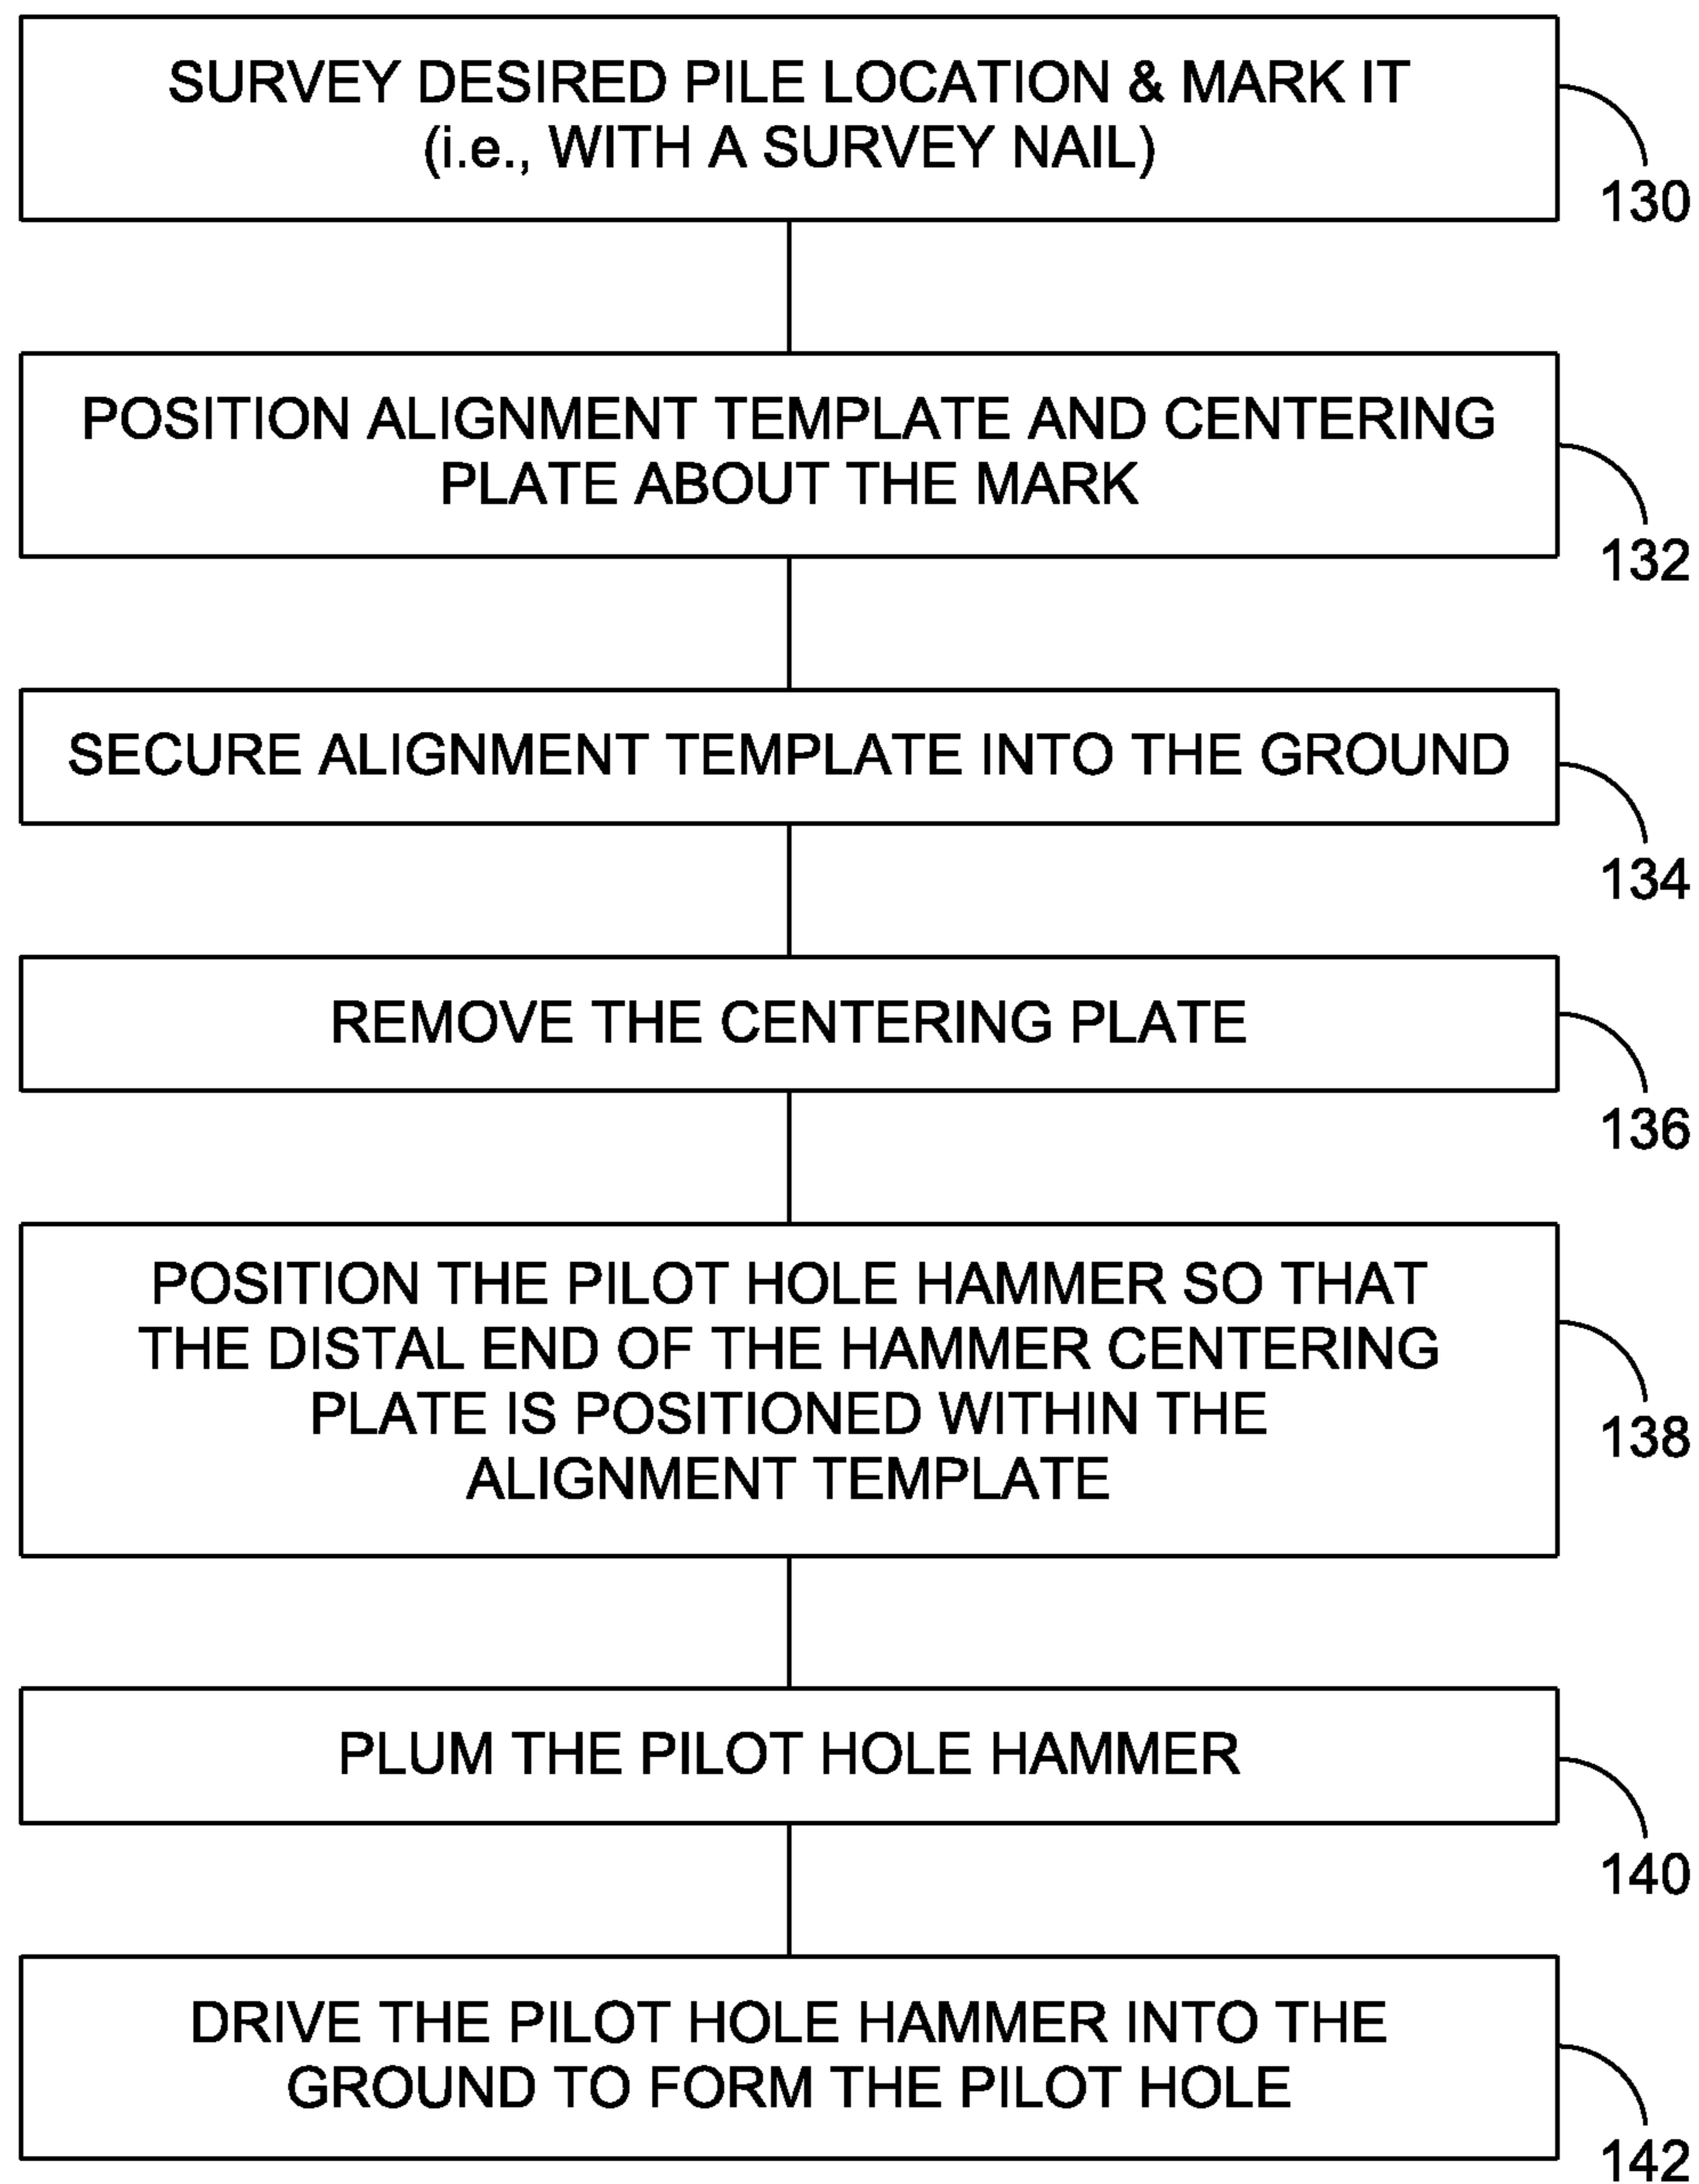 SURVEY DESIRED PILE LOCATION & MARK IT
(i.e., WITH A SURVEY NAIL)
130
POSITION ALIGNMENT TEMPLATE AND CENTERING
PLATE ABOUT THE MARK
132
SECURE ALIGNMENT TEMPLATE INTO THE GROUND
134
REMOVE THE CENTERING PLATE
136
POSITION THE PILOT HOLE HAMMER SO THAT
THE DISTAL END OF THE HAMMER CENTERING
PLATE IS POSITIONED WITHIN THE
ALIGNMENT TEMPLATE
138
PLUM THE PILOT HOLE HAMMER
140
DRIVE THE PILOT HOLE HAMMER INTO THE
GROUND TO FORM THE PILOT HOLE
142